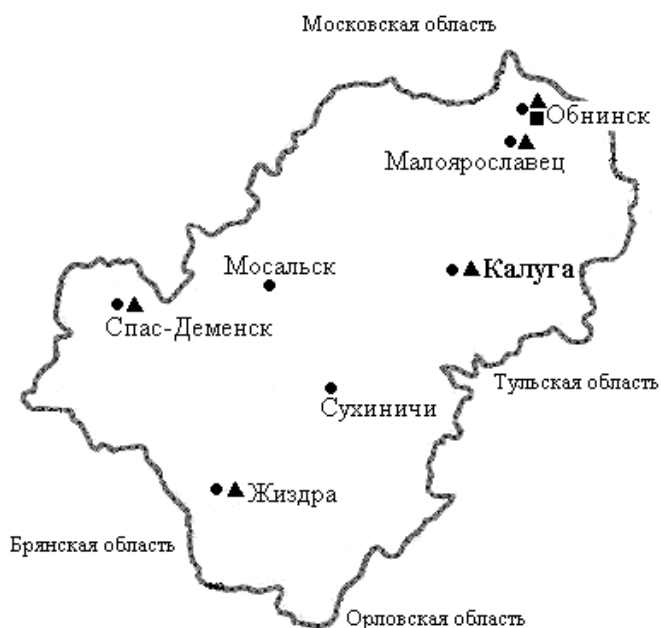 Московская область
Обнинск
Малоярославец
Мосальск
Калуга
Спас-Деменск
Тульская область
Сухиничи
Жиздра
Брянская область
Орловская область